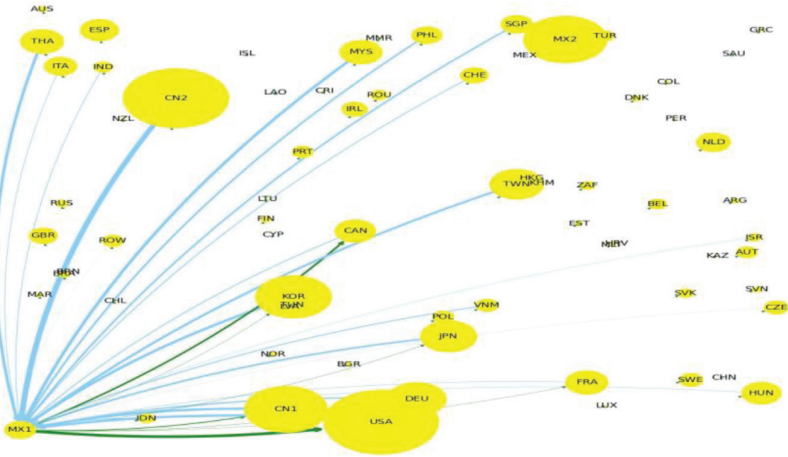 AUS
THA
ESP
ITA
IND
ISL
MMR
MYS
PHL
SGP
MX2
TUR
MEX
GRC
SAU
CN2
NZL
LAO
CRI
ROU
IRL
CHE
COL
DNK
PER
NLD
PRT
RUS
LTU
FIN
CYP
TWN
HKG
KHM
ZAF
BEL
ARG
EST
GBR
ROW
CAN
HRV
KAZ
AUT
BRN
MAR
CHL
KOR
TUN
VNM
POL
JPN
SVK
SVN
CZE
NOR
BGR
FRA
SWE
CHN
HUN
LUX
DEU
CN1
USA
MX1